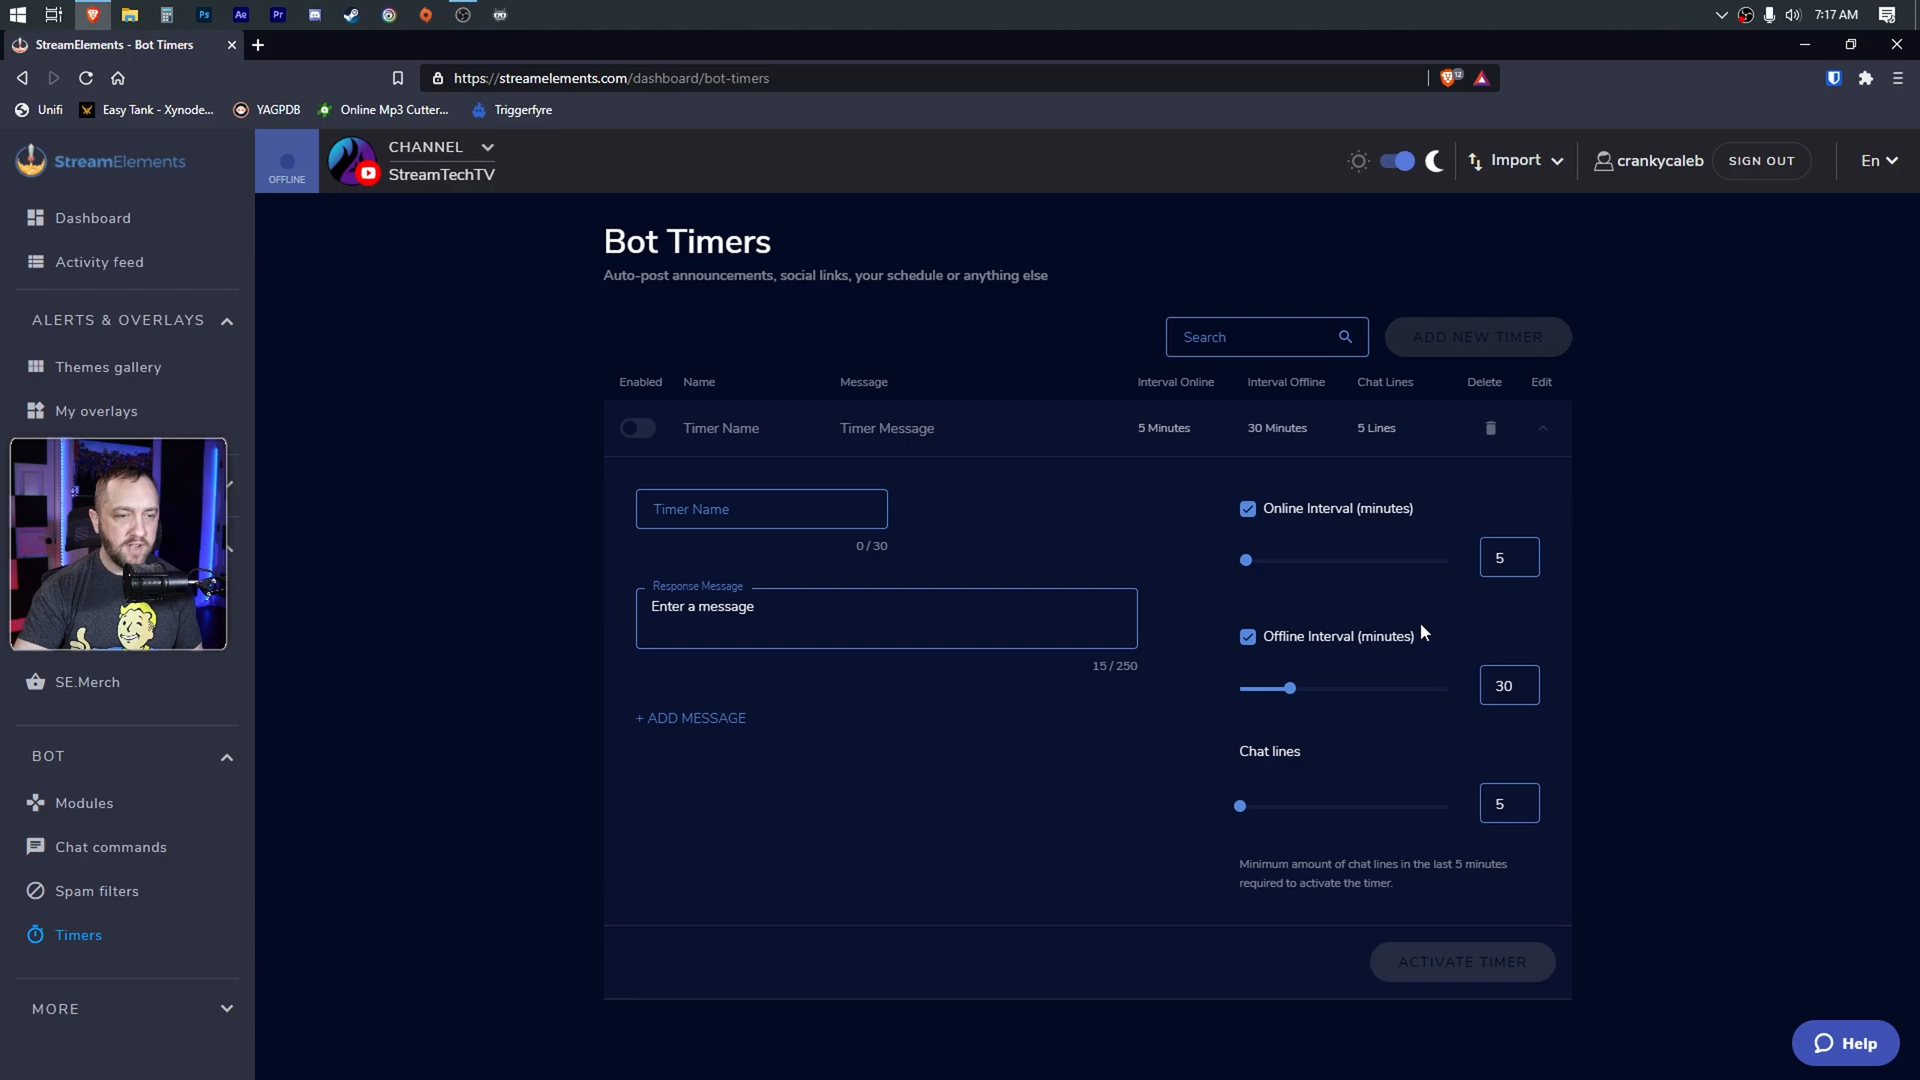 7:17 AM
StreamElements - Bot Timers
https://streamelements.com/dashboard/bot-timers
12
Unifi
Easy Tank - Xynode...
YAGPDB
Online Mp3 Cutter...
Triggerfyre
StreamElements
OFFLINE
CHANNEL
StreamTechTV
Import
crankycaleb
SIGN OUT
En
Dashboard
Activity feed
ALERTS & OVERLAYS
Themes gallery
My overlays
SE.Merch
BOT
Modules
Chat commands
Spam filters
Timers
MORE
Bot Timers
Auto-post announcements, social links, your schedule or anything else
Search
ADD NEW TIMER
Enabled Name Message Interval Online Interval Offline Chat Lines Delete Edit
Timer Name Timer Message 5 Minutes 30 Minutes 5 Lines
Timer Name
0 / 30
Response Message
Enter a message
15 / 250
+ ADD MESSAGE
Online Interval (minutes)
5
Offline Interval (minutes)
30
Chat lines
5
Minimum amount of chat lines in the last 5 minutes
required to activate the timer.
ACTIVATE TIMER
Help
Ps
Ae
Pr